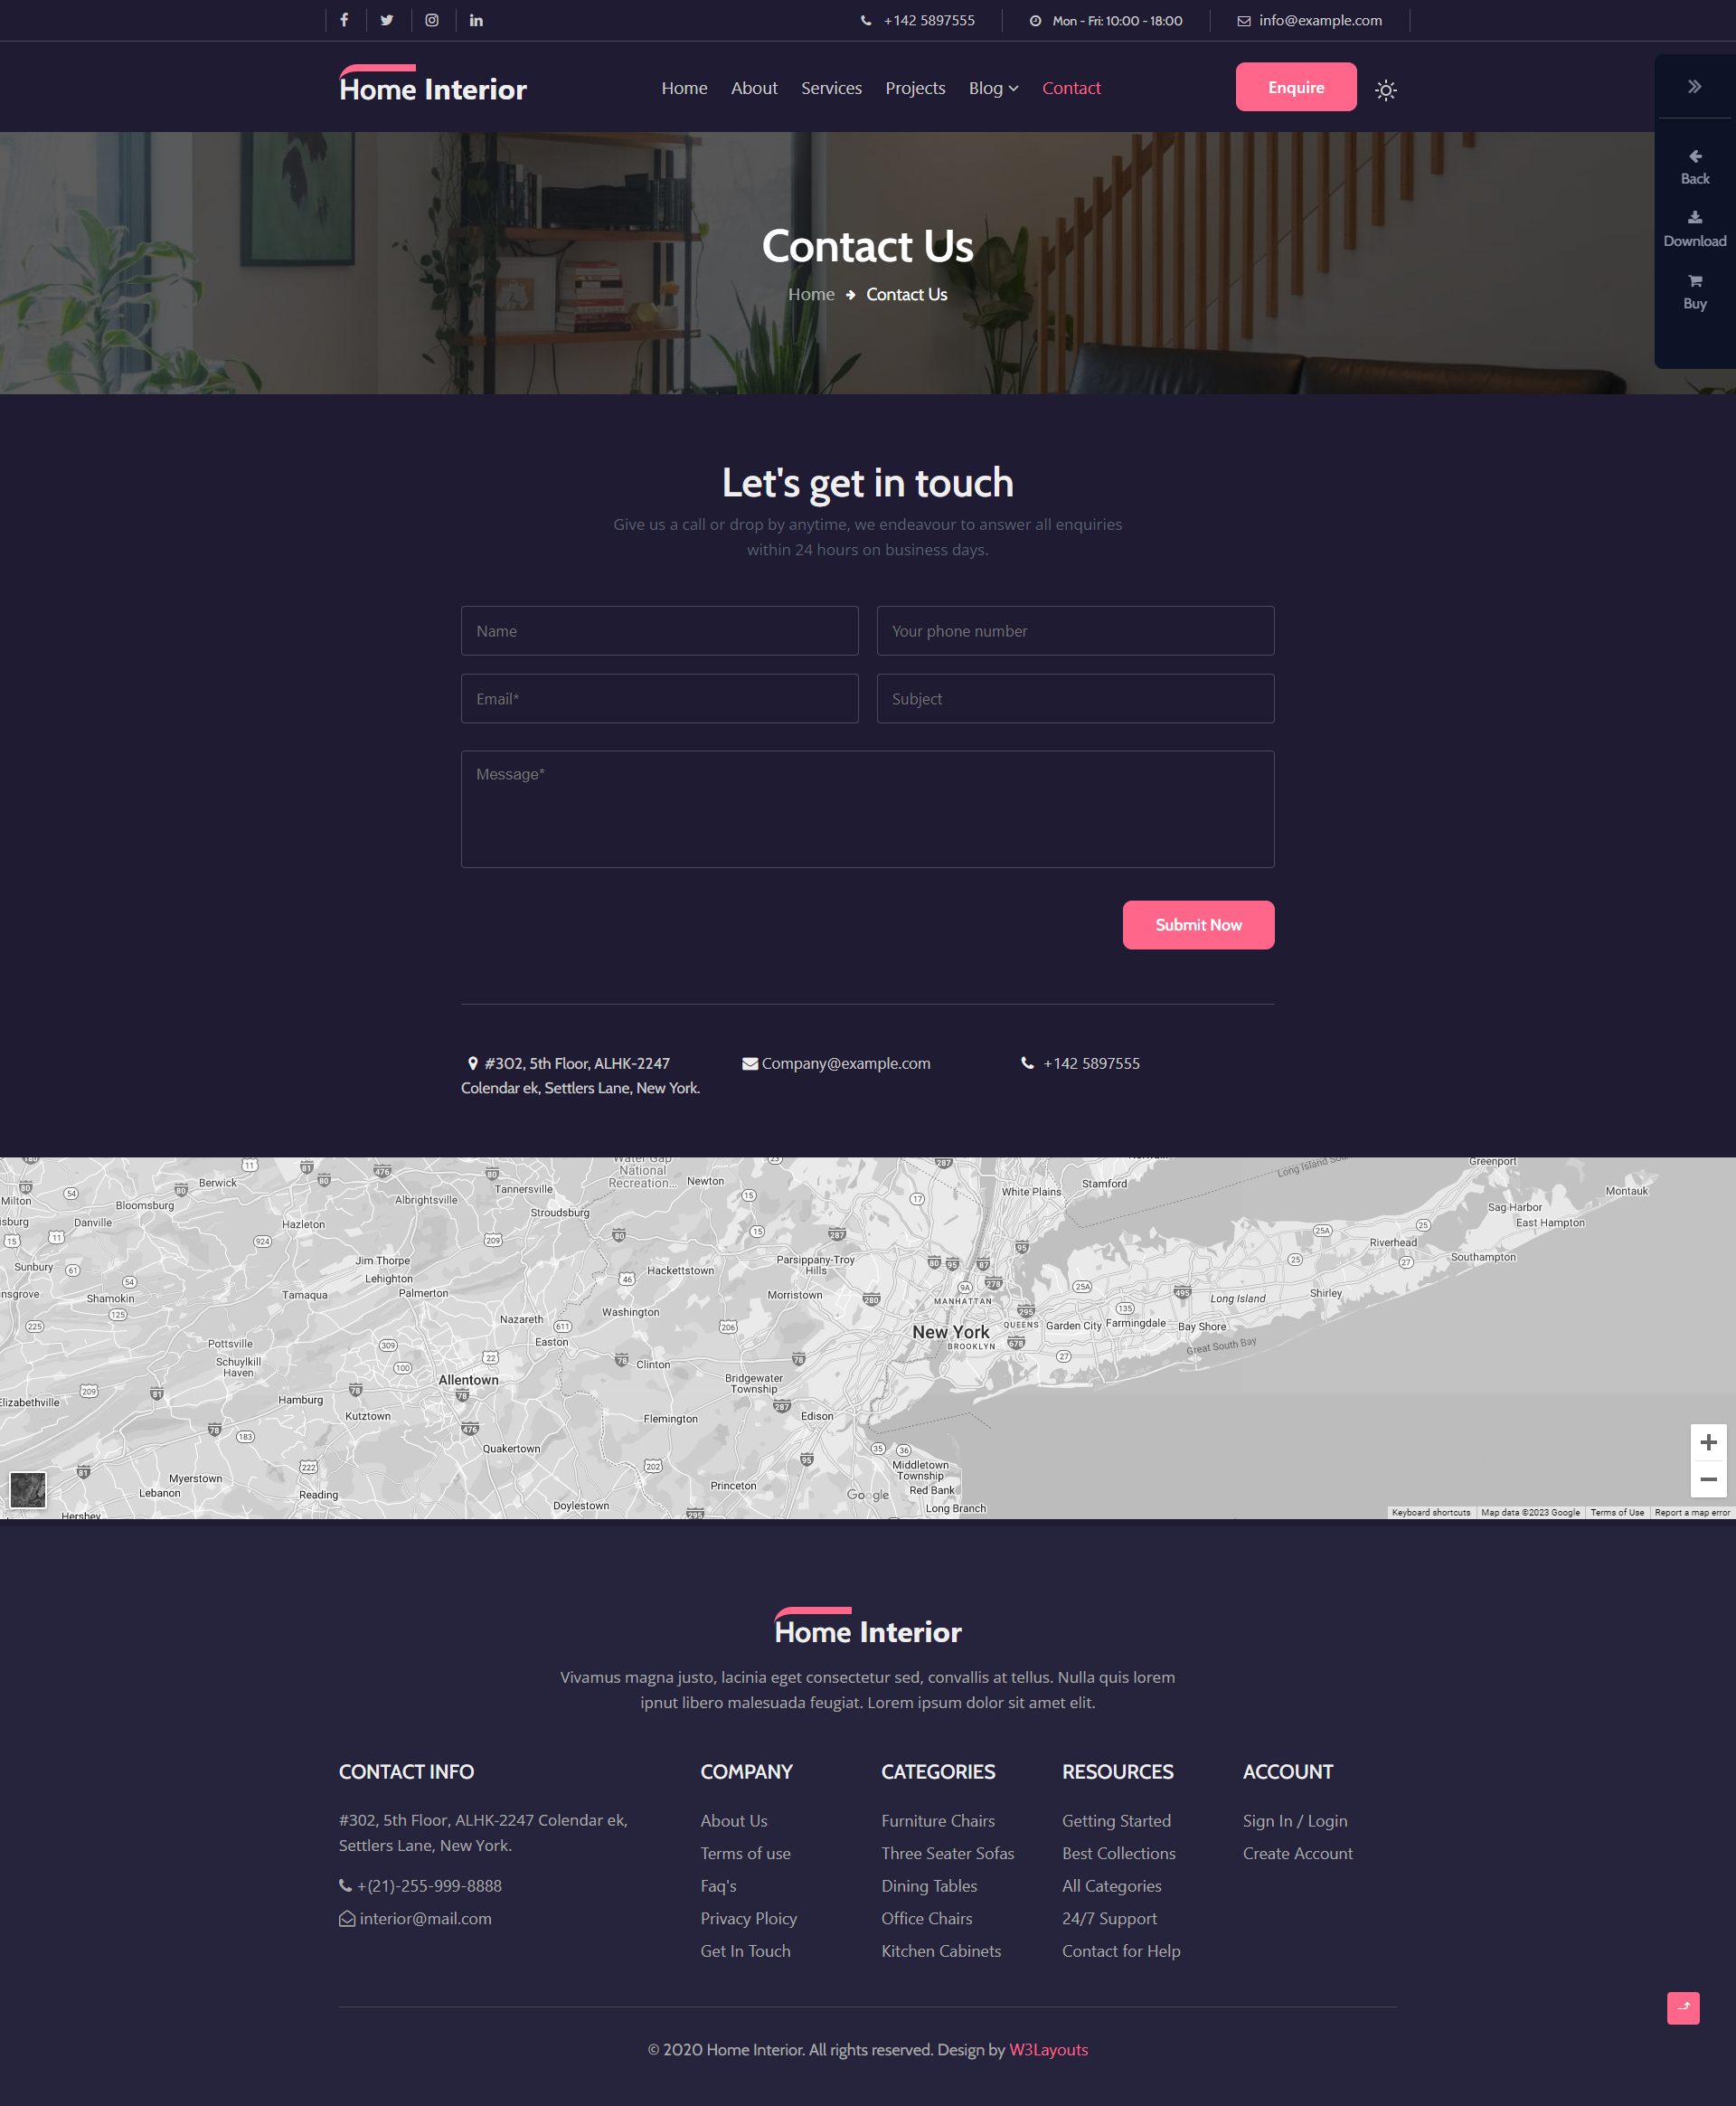 +142 5897555
Mon - Fri: 10:00 - 18:00
info@example.com
Home Interior
Home
About
Services
Projects
Blog
Contact
Enquire
Back
Download
Buy
Contact Us
Home
Contact Us
Let's get in touch
Give us a call or drop by anytime, we endeavour to answer all enquiries
within 24 hours on business days.
Name
Your phone number
Email*
Subject
Message*
Submit Now
#302, 5th Floor, ALHK-2247
Colendar ek, Settlers Lane, New York.
Company@example.com
+142 5897555
Water Gap
National
Recreation...
Greenport
Long Island
Berwick
Newton
Stamford
White Plains
Montauk
Milton
Bloomsburg
Albrightsville
Tannersville
Stroudsburg
Sag Harbor
East Hampton
Danville
Hazleton
Riverhead
Southampton
Sunbury
Jim Thorpe
Lehighton
Palmerton
Hackettstown
Parsippany-Troy
Hills
Shamokin
Tamaqua
Morristown
MANHATTAN
Long Island
Shirley
Nazareth
Washington
Easton
New York
QUEENS
BROOKLYN
Garden City
Farmingdale
Bay Shore
Great South Bay
Pottsville
Schuylkill
Haven
Allentown
Clinton
Bridgewater
Township
Elizabethville
Hamburg
Kutztown
Flemington
Edison
Quakertown
Myerstown
Lebanon
Reading
Doylestown
Princeton
Middletown
Township
Red Bank
Long Branch
Hershey
Google
Keyboard shortcuts
Map data ©2023 Google
Terms of Use
Report a map error
Home Interior
Vivamus magna justo, lacinia eget consectetur sed, convallis at tellus. Nulla quis lorem
ipnut libero malesuada feugiat. Lorem ipsum dolor sit amet elit.
CONTACT INFO
#302, 5th Floor, ALHK-2247 Colendar ek,
Settlers Lane, New York.
+(21)-255-999-8888
interior@mail.com
COMPANY
About Us
Terms of use
Faq's
Privacy Ploicy
Get In Touch
CATEGORIES
Furniture Chairs
Three Seater Sofas
Dining Tables
Office Chairs
Kitchen Cabinets
RESOURCES
Getting Started
Best Collections
All Categories
24/7 Support
Contact for Help
ACCOUNT
Sign In / Login
Create Account
© 2020 Home Interior. All rights reserved. Design by W3Layouts